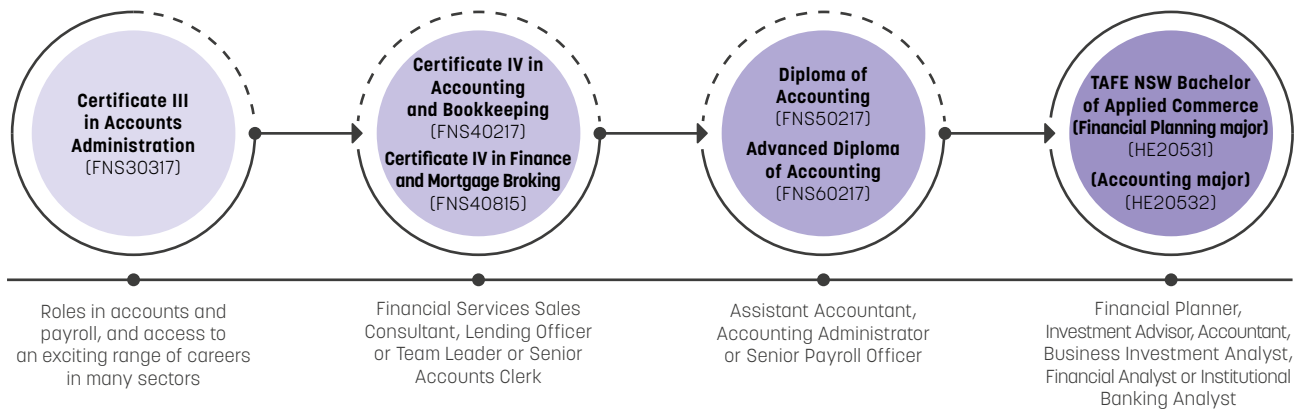 Certificate III
in Accounts
Administration
(FNS30317)
Certificate IV in
Accounting
and Bookkeeping
(FNS40217)
Certificate IV in Finance
and Mortgage Broking
(FNS40815)
Diploma of
Accounting
(FNS50217)
Advanced Diploma
of Accounting
(FNS60217)
TAFE NSW Bachelor
of Applied Commerce
(Financial Planning major)
(HE20531)
(Accounting major)
(HE20532)
Roles in accounts and
payroll, and access to
an exciting range of careers
in many sectors
Financial Services Sales
Consultant, Lending Officer
or Team Leader or Senior
Accounts Clerk
Assistant Accountant,
Accounting Administrator
or Senior Payroll Officer
Financial Planner,
Investment Advisor, Accountant,
Business Investment Analyst,
Financial Analyst or Institutional
Banking Analyst